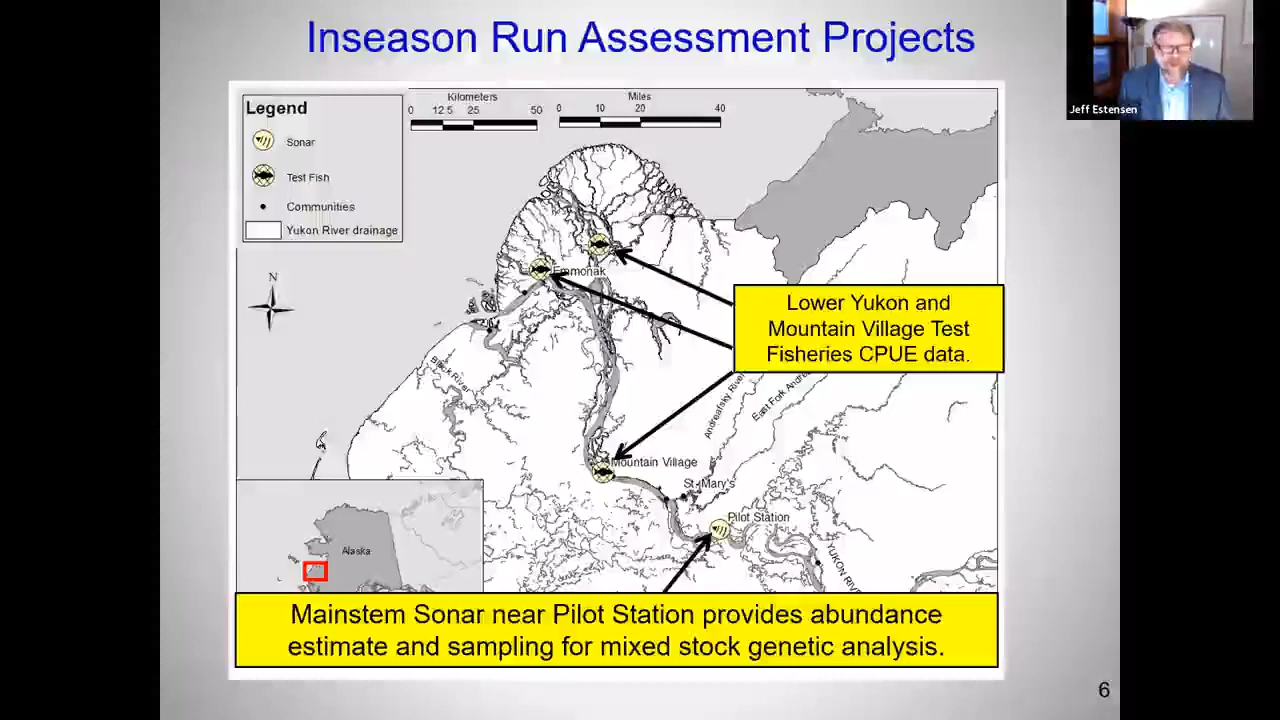 Inseason Run Assessment Projects
Jeff Estensen
Legend
Sonar
Test Fish
Communities
Yukon River drainage
Kilometers
0 12.5 25 50
Miles
0 10 20 40
N
Emmonak
Lower Yukon and
Mountain Village Test
Fisheries CPUE data.
Black River
Andreafsky River
East Fork
Mountain Village
St. Mary's
Pilot Station
YUKON
Alaska
Mainstem Sonar near Pilot Station provides abundance
estimate and sampling for mixed stock genetic analysis.
6